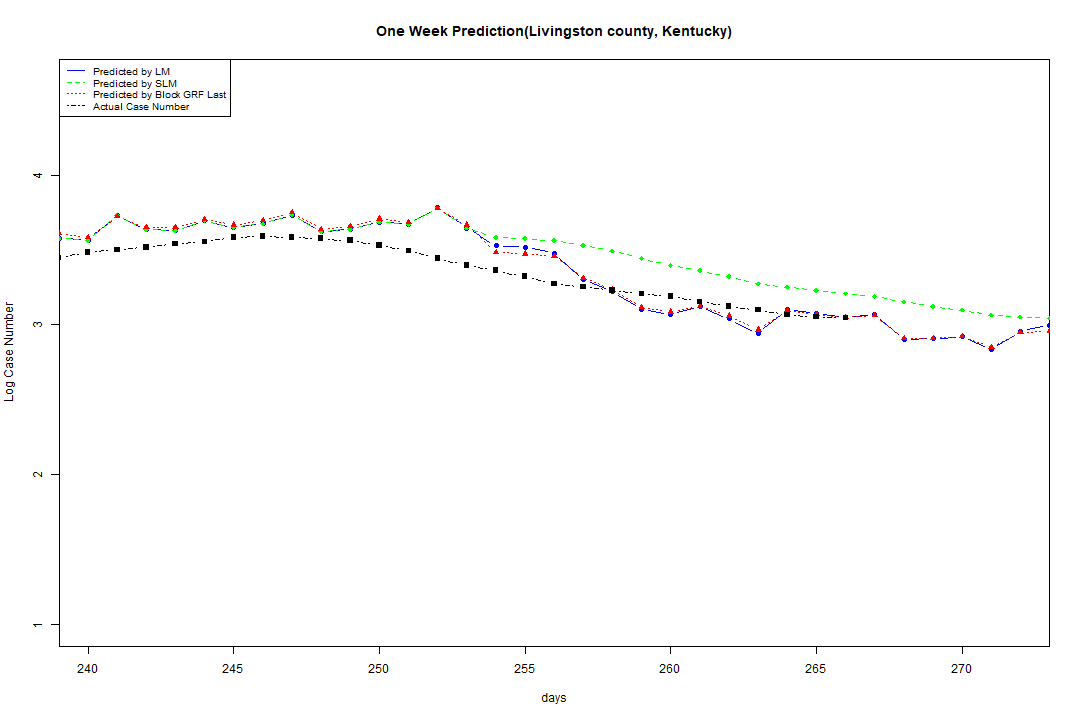 One Week Prediction(Livingston county, Kentucky)
Predicted by LM
Predicted by SLM
Predicted by Block GRF Last
Actual Case Number
4
3
2
1
Log Case Number
240 245 250 255 260 265 270
days